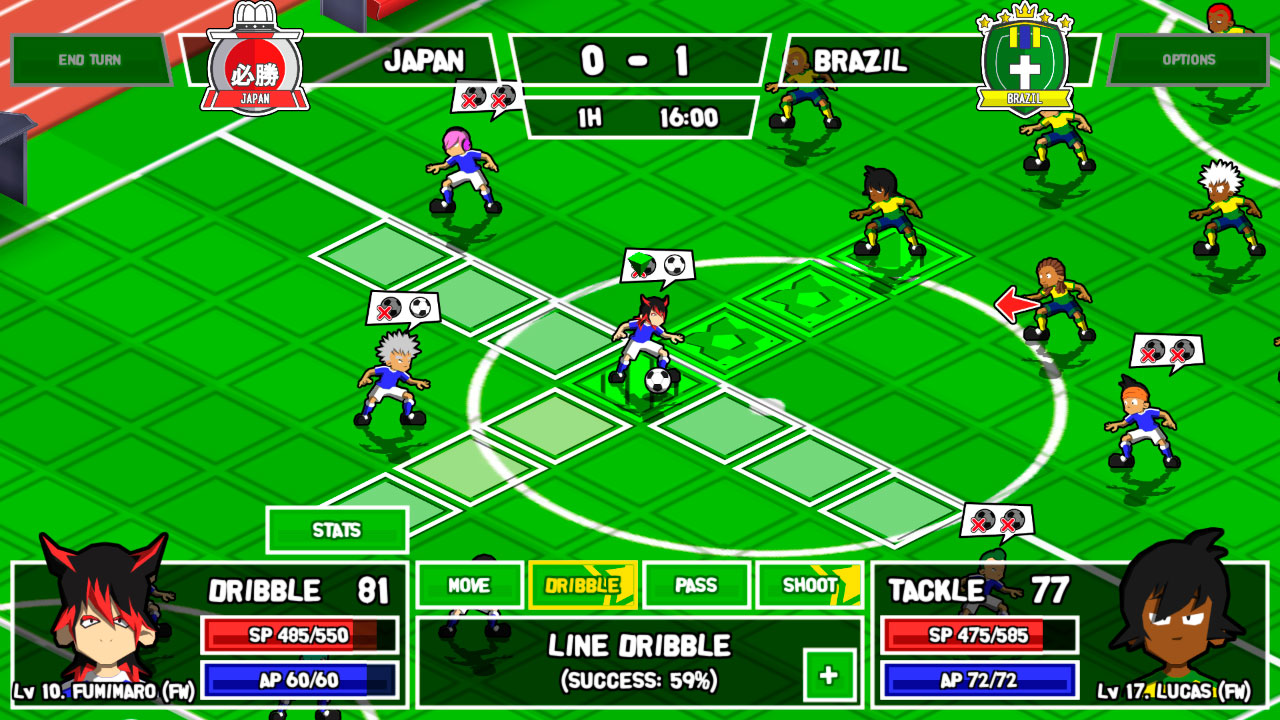 END TURN
必勝
JAPAN
JAPAN
0 - 1
BRAZIL
BRAZIL
OPTIONS
1H 16:00
STATS
DRIBBLE 81
SP 485/550
AP 60/60
Lv 10. FUMIMARO (FW)
MOVE
DRIBBLE
PASS
SHOOT
LINE DRIBBLE
(SUCCESS: 59%)
+
TACKLE 77
SP 475/585
AP 72/72
Lv 17. LUCAS (FW)